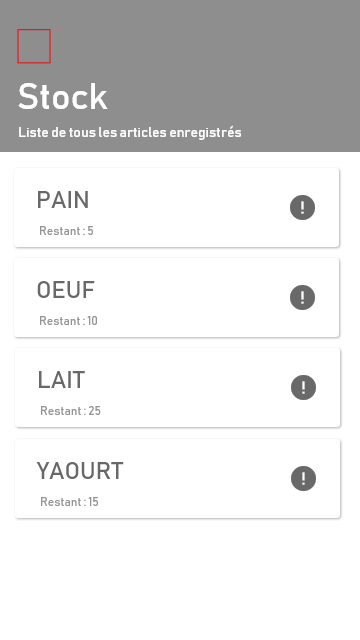 Stock
Liste de tous les articles enregistrés
PAIN
Restant : 5
OEUF
Restant : 10
LAIT
Restant : 25
YAOURT
Restant : 15